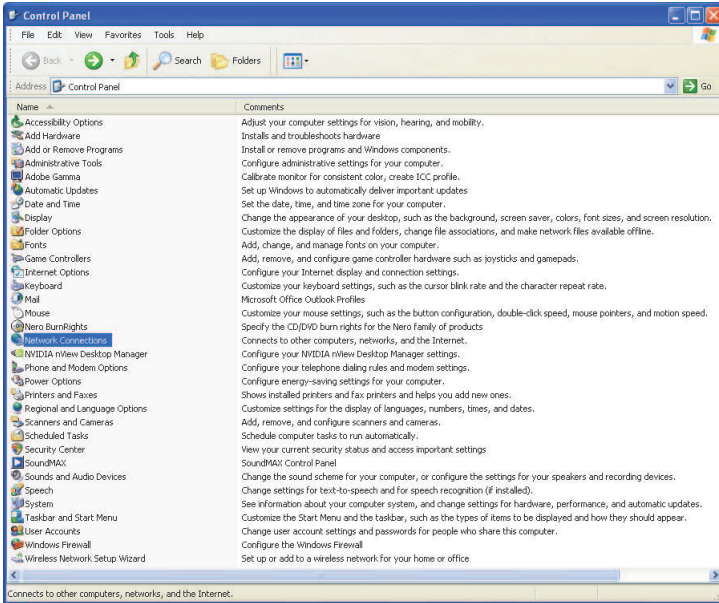 Control Panel
File Edit View Favorites Tools Help
Back Search Folders
Address Control Panel Go
Name Comments
Accessibility Options Adjust your computer settings for vision, hearing, and mobility.
Add Hardware Installs and troubleshoots hardware
Add or Remove Programs Install or remove programs and Windows components.
Administrative Tools Configure administrative settings for your computer.
Adobe Gamma Calibrate monitor for consistent color, create ICC profile.
Automatic Updates Set up Windows to automatically deliver important updates
Date and Time Set the date, time, and time zone for your computer.
Display Change the appearance of your desktop, such as the background, screen saver, colors, font sizes, and screen resolution.
Folder Options Customize the display of files and folders, change file associations, and make network files available offline.
Fonts Add, change, and manage fonts on your computer.
Game Controllers Add, remove, and configure game controller hardware such as joysticks and gamepads.
Internet Options Configure your Internet display and connection settings.
Keyboard Customize your keyboard settings, such as the cursor blink rate and the character repeat rate.
Mail Microsoft Office Outlook Profiles
Mouse Customize your mouse settings, such as the button configuration, double-click speed, mouse pointers, and motion speed.
Nero BurnRights Specify the CD/DVD burn rights for the Nero family of products
Network Connections Connects to other computers, networks, and the Internet.
NVIDIA nView Desktop Manager Configure your NVIDIA nView Desktop Manager settings.
Phone and Modem Options Configure your telephone dialing rules and modem settings.
Power Options Configure energy-saving settings for your computer.
Printers and Faxes Shows installed printers and fax printers and helps you add new ones.
Regional and Language Options Customize settings for the display of languages, numbers, times, and dates.
Scanners and Cameras Add, remove, and configure scanners and cameras.
Scheduled Tasks Schedule computer tasks to run automatically.
Security Center View your current security status and access important settings
SoundMAX SoundMAX Control Panel
Sounds and Audio Devices Change the sound scheme for your computer, or configure the settings for your speakers and recording devices.
Speech Change settings for text-to-speech and for speech recognition (if installed).
System See information about your computer system, and change settings for hardware, performance, and automatic updates.
Taskbar and Start Menu Customize the Start Menu and the taskbar, such as the types of items to be displayed and how they should appear.
User Accounts Change user account settings and passwords for people who share this computer.
Windows Firewall Configure the Windows Firewall
Wireless Network Setup Wizard Set up or add to a wireless network for your home or office
Connects to other computers, networks, and the Internet.